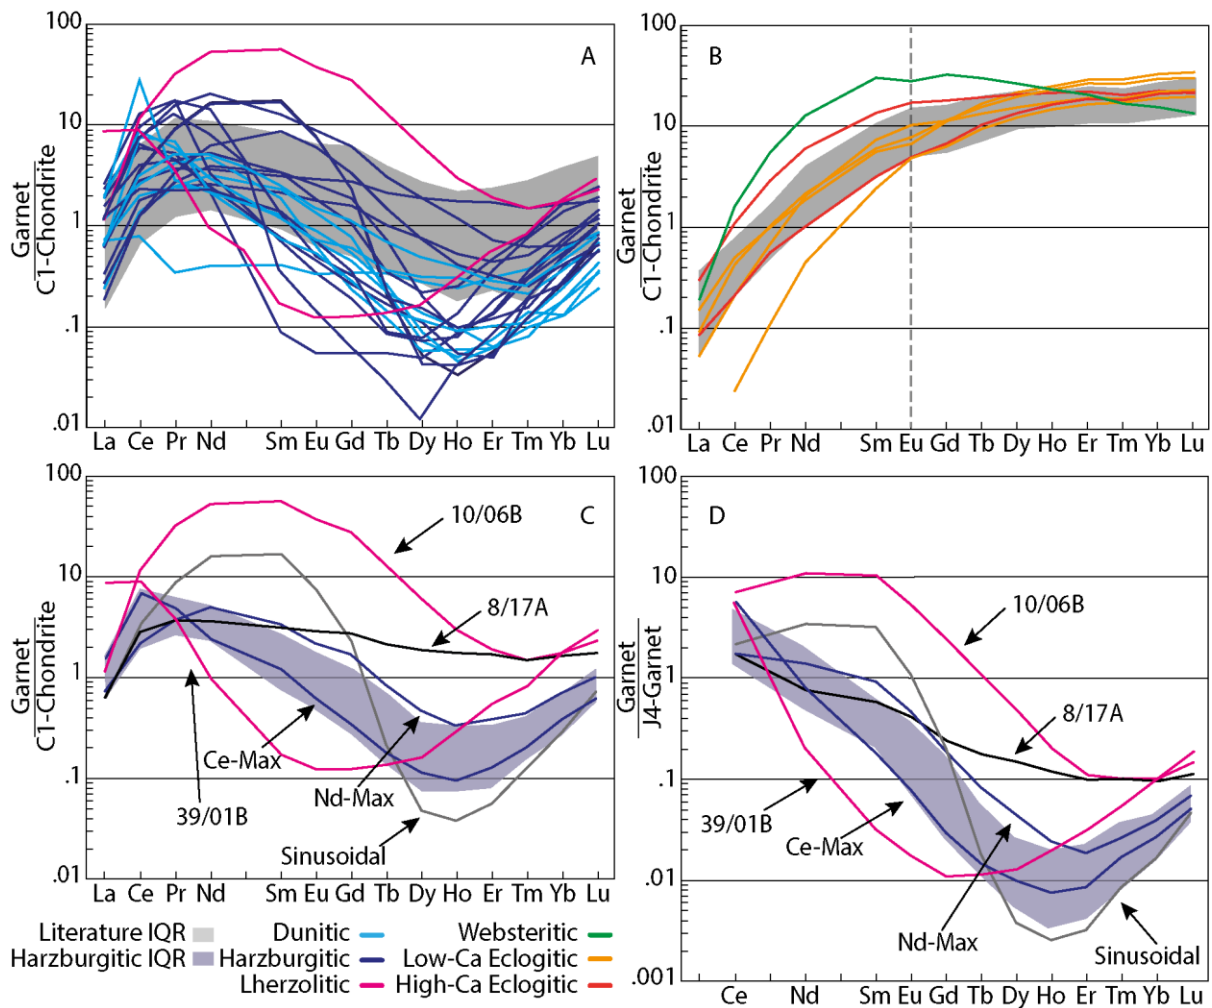 100
10
1
.1
.01
Garnet
C1-Chondrite
A
La Ce Pr Nd Sm Eu Gd Tb Dy Ho Er Tm Yb Lu
100
10
1
.1
.01
Garnet
C1-Chondrite
B
La Ce Pr Nd Sm Eu Gd Tb Dy Ho Er Tm Yb Lu
100
10
1
.1
.01
Garnet
C1-Chondrite
C
10/06B
8/17A
Ce-Max
39/01B
Nd-Max
Sinusoidal
La Ce Pr Nd Sm Eu Gd Tb Dy Ho Er Tm Yb Lu
100
10
1
.1
.01
.001
Garnet
J4-Garnet
D
10/06B
8/17A
39/01B
Ce-Max
Nd-Max
Sinusoidal
Ce Nd Sm Eu Gd Tb Dy Ho Er Tm Yb Lu
Literature IQR Dunitic Websteritic
Harzburgitic IQR Harzburgitic Low-Ca Eclogitic
Lherzolitic High-Ca Eclogitic